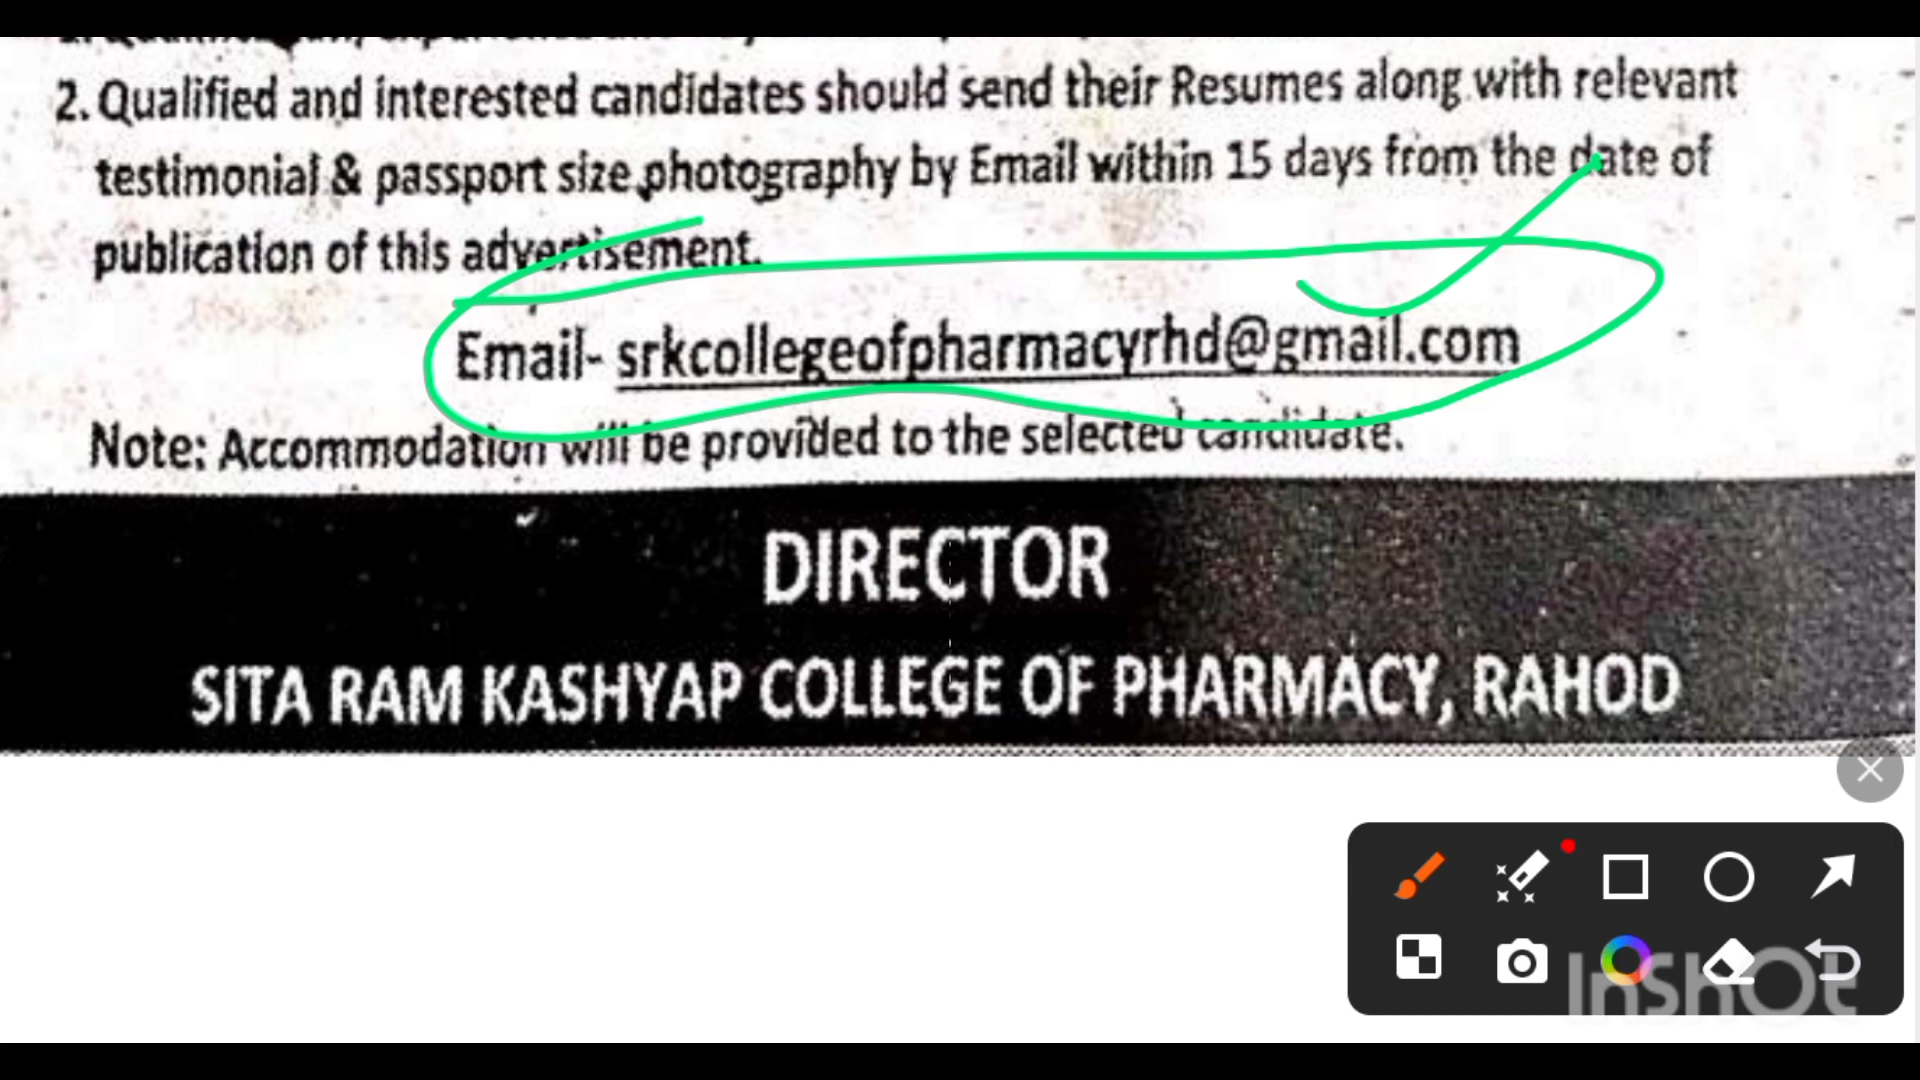 2. Qualified and interested candidates should send their Resumes along with relevant
testimonial & passport size photography by Email within 15 days from the date of
publication of this advertisement.
Email- srkcollegeofpharmacyrhd@gmail.com
Note: Accommodation will be provided to the selected candidate.
DIRECTOR
SITA RAM KASHYAP COLLEGE OF PHARMACY, RAHOD
InShOt